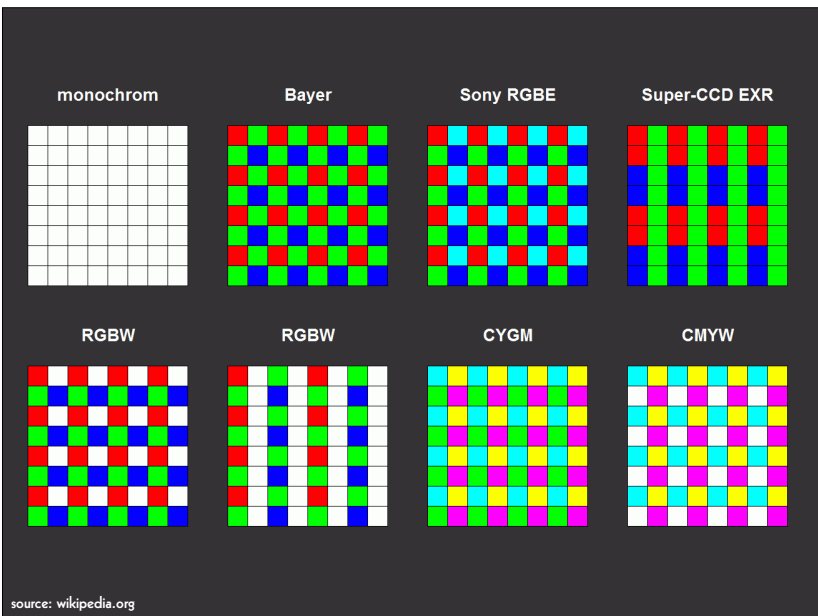 monochrom
Bayer
Sony RGBE
Super-CCD EXR
RGBW
RGBW
CYGM
CMYW
source: wikipedia.org